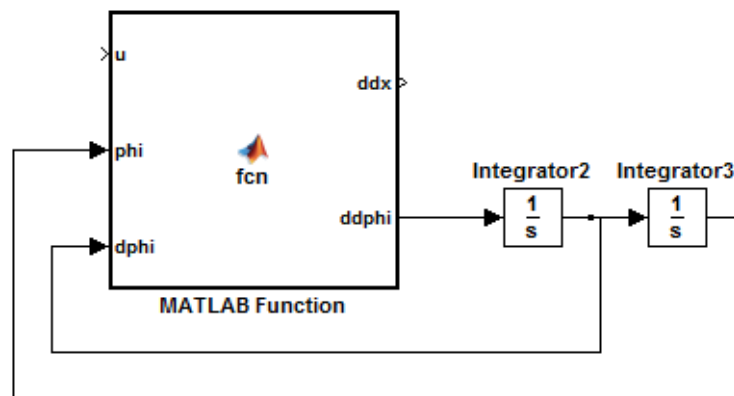 u
ddx
phi
fcn
Integrator2
Integrator3
1
s
1
s
ddphi
dphi
MATLAB Function